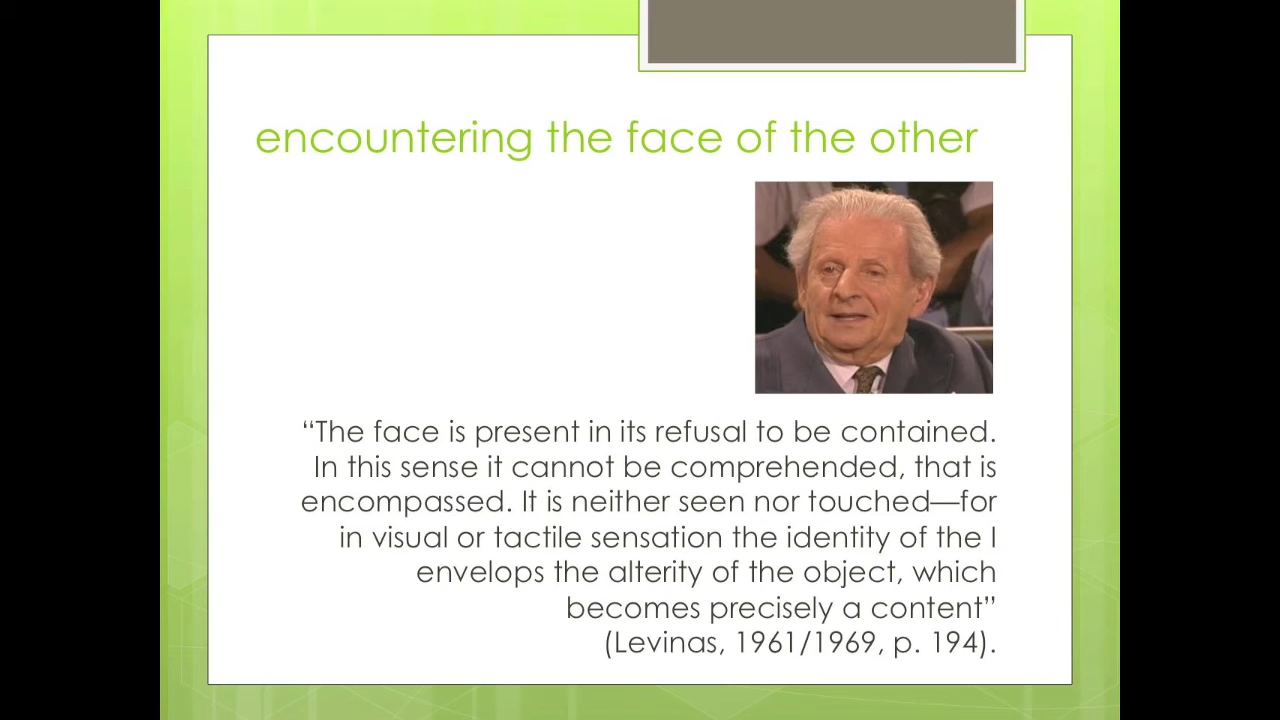 encountering the face of the other
“The face is present in its refusal to be contained.
In this sense it cannot be comprehended, that is
encompassed. It is neither seen nor touched—for
in visual or tactile sensation the identity of the I
envelops the alterity of the object, which
becomes precisely a content”
(Levinas, 1961/1969, p. 194).